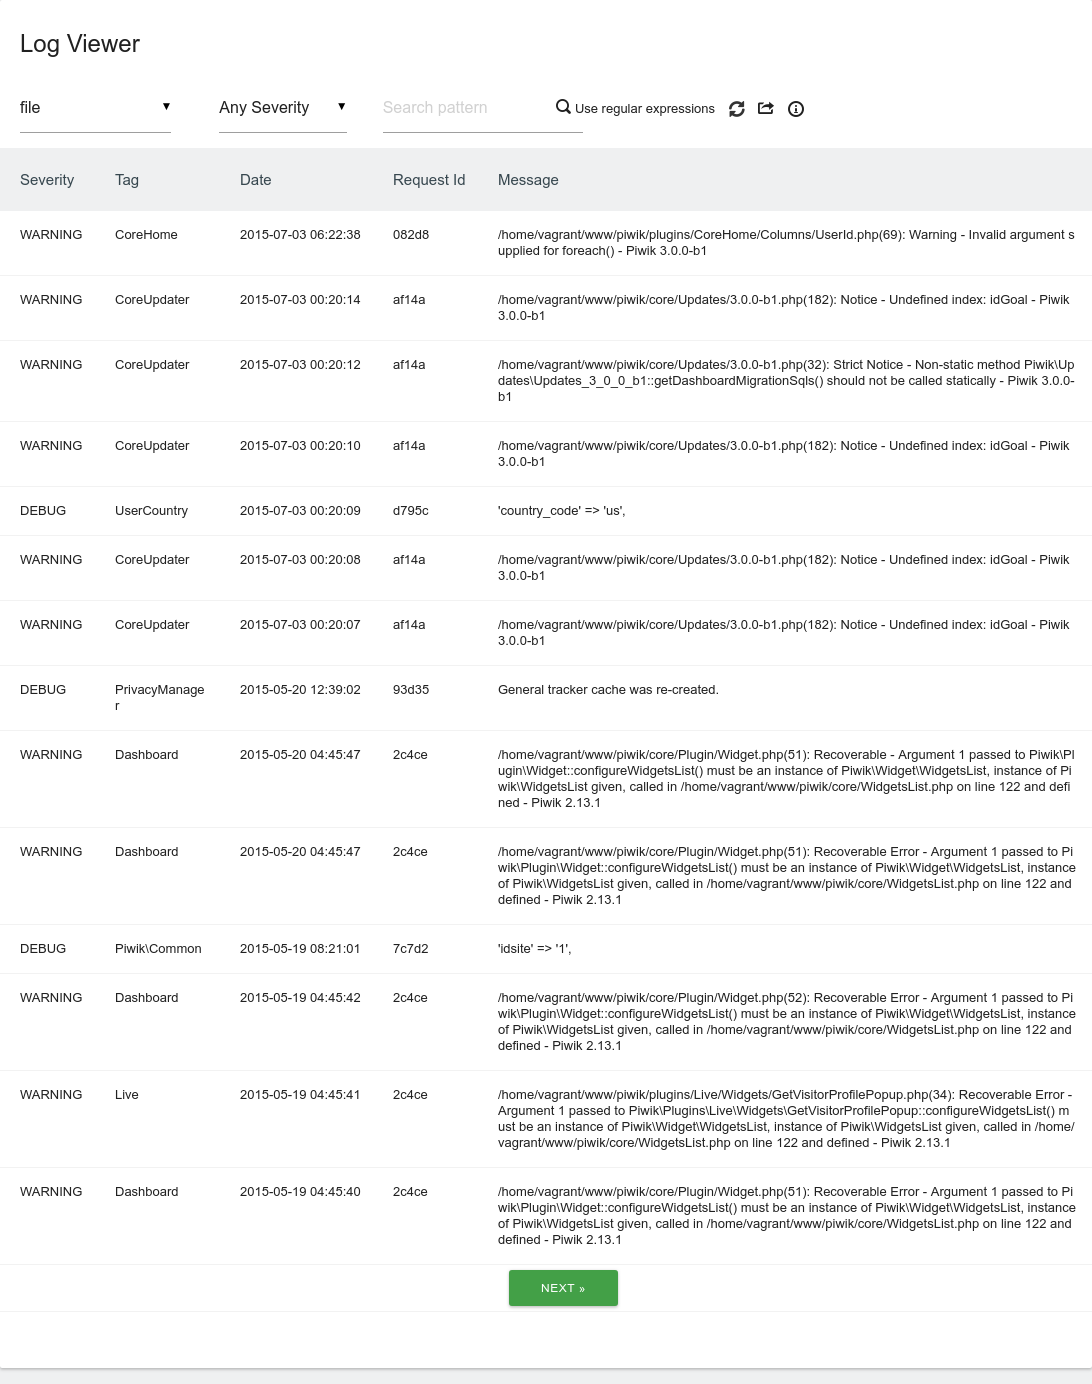 Log Viewer
file ▼ Any Severity ▼ Search pattern Use regular expressions
Severity Tag Date Request Id Message
WARNING CoreHome 2015-07-03 06:22:38 082d8 /home/vagrant/www/piwik/plugins/CoreHome/Columns/UserId.php(69): Warning - Invalid argument s
upplied for foreach() - Piwik 3.0.0-b1
WARNING CoreUpdater 2015-07-03 00:20:14 af14a /home/vagrant/www/piwik/core/Updates/3.0.0-b1.php(182): Notice - Undefined index: idGoal - Piwik
3.0.0-b1
WARNING CoreUpdater 2015-07-03 00:20:12 af14a /home/vagrant/www/piwik/core/Updates/3.0.0-b1.php(32): Strict Notice - Non-static method Piwik\Up
dates\Updates_3_0_0_b1::getDashboardMigrationSqls() should not be called statically - Piwik 3.0.0-
b1
WARNING CoreUpdater 2015-07-03 00:20:10 af14a /home/vagrant/www/piwik/core/Updates/3.0.0-b1.php(182): Notice - Undefined index: idGoal - Piwik
3.0.0-b1
DEBUG UserCountry 2015-07-03 00:20:09 d795c 'country_code' => 'us',
WARNING CoreUpdater 2015-07-03 00:20:08 af14a /home/vagrant/www/piwik/core/Updates/3.0.0-b1.php(182): Notice - Undefined index: idGoal - Piwik
3.0.0-b1
WARNING CoreUpdater 2015-07-03 00:20:07 af14a /home/vagrant/www/piwik/core/Updates/3.0.0-b1.php(182): Notice - Undefined index: idGoal - Piwik
3.0.0-b1
DEBUG PrivacyManage 2015-05-20 12:39:02 93d35 General tracker cache was re-created.
r
WARNING Dashboard 2015-05-20 04:45:47 2c4ce /home/vagrant/www/piwik/core/Plugin/Widget.php(51): Recoverable - Argument 1 passed to Piwik\Pl
ugin\Widget::configureWidgetsList() must be an instance of Piwik\Widget\WidgetsList, instance of Pi
wik\WidgetsList given, called in /home/vagrant/www/piwik/core/WidgetsList.php on line 122 and defi
ned - Piwik 2.13.1
WARNING Dashboard 2015-05-20 04:45:47 2c4ce /home/vagrant/www/piwik/core/Plugin/Widget.php(51): Recoverable Error - Argument 1 passed to Pi
wik\Plugin\Widget::configureWidgetsList() must be an instance of Piwik\Widget\WidgetsList, instance
of Piwik\WidgetsList given, called in /home/vagrant/www/piwik/core/WidgetsList.php on line 122 and
defined - Piwik 2.13.1
DEBUG Piwik\Common 2015-05-19 08:21:01 7c7d2 'idsite' => '1',
WARNING Dashboard 2015-05-19 04:45:42 2c4ce /home/vagrant/www/piwik/core/Plugin/Widget.php(52): Recoverable Error - Argument 1 passed to Pi
wik\Plugin\Widget::configureWidgetsList() must be an instance of Piwik\Widget\WidgetsList, instance
of Piwik\WidgetsList given, called in /home/vagrant/www/piwik/core/WidgetsList.php on line 122 and
defined - Piwik 2.13.1
WARNING Live 2015-05-19 04:45:41 2c4ce /home/vagrant/www/piwik/plugins/Live/Widgets/GetVisitorProfilePopup.php(34): Recoverable Error -
Argument 1 passed to Piwik\Plugins\Live\Widgets\GetVisitorProfilePopup::configureWidgetsList() m
ust be an instance of Piwik\Widget\WidgetsList, instance of Piwik\WidgetsList given, called in /home/
vagrant/www/piwik/core/WidgetsList.php on line 122 and defined - Piwik 2.13.1
WARNING Dashboard 2015-05-19 04:45:40 2c4ce /home/vagrant/www/piwik/core/Plugin/Widget.php(51): Recoverable Error - Argument 1 passed to Pi
wik\Plugin\Widget::configureWidgetsList() must be an instance of Piwik\Widget\WidgetsList, instance
of Piwik\WidgetsList given, called in /home/vagrant/www/piwik/core/WidgetsList.php on line 122 and
defined - Piwik 2.13.1
NEXT »